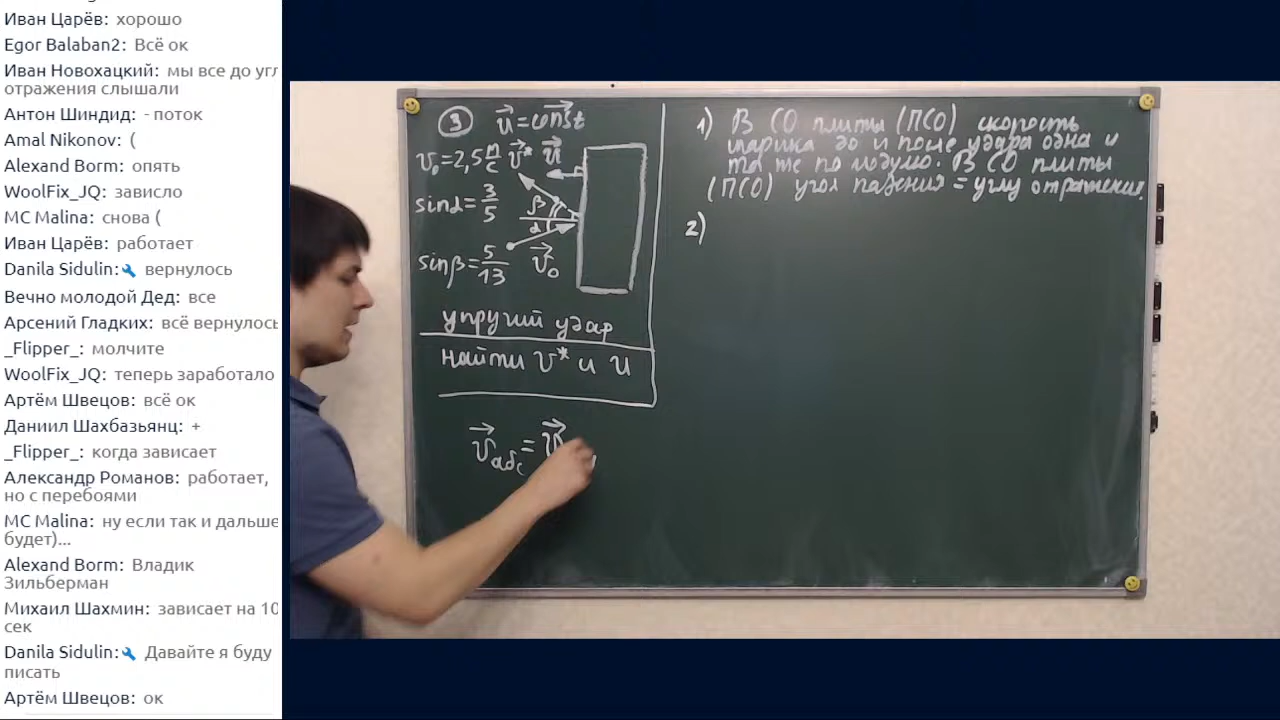 Иван Царёв: хорошо
Egor Balaban2: Всё ок
Иван Новохацкий: мы все до угл
отражения слышали
Антон Шиндид: - поток
Amal Nikonov: (
Alexand Borm: опять
WoolFix_JQ: зависло
MC Malina: снова (
Иван Царёв: работает
Danila Sidulin: вернулось
Вечно молодой Дед: все
Арсений Гладких: всё вернулось
_Flipper_: молчите
WoolFix_JQ: теперь заработало
Артём Швецов: всё ок
Даниил Шахбазьянц: +
_Flipper_: когда зависает
Александр Романов: работает,
но с перебоями
MC Malina: ну если так и дальше
будет)...
Alexand Borm: Владик
Зильберман
Михаил Шахмин: зависает на 10
сек
Danila Sidulin: Давайте я буду
писать
Артём Швецов: ок
3 u⃗ = const
v₀ = 2,5 м/с v⃗* u⃗
sinα = 3/5
β
α
sinβ = 5/13 v⃗₀
упругий удар
найти v* и u
v⃗абс = v⃗
1) В СО плиты (ПСО) скорость
шарика до и после удара одна и
та же по модулю. В СО плиты
(ПСО) угол падения = углу отражения.
2)